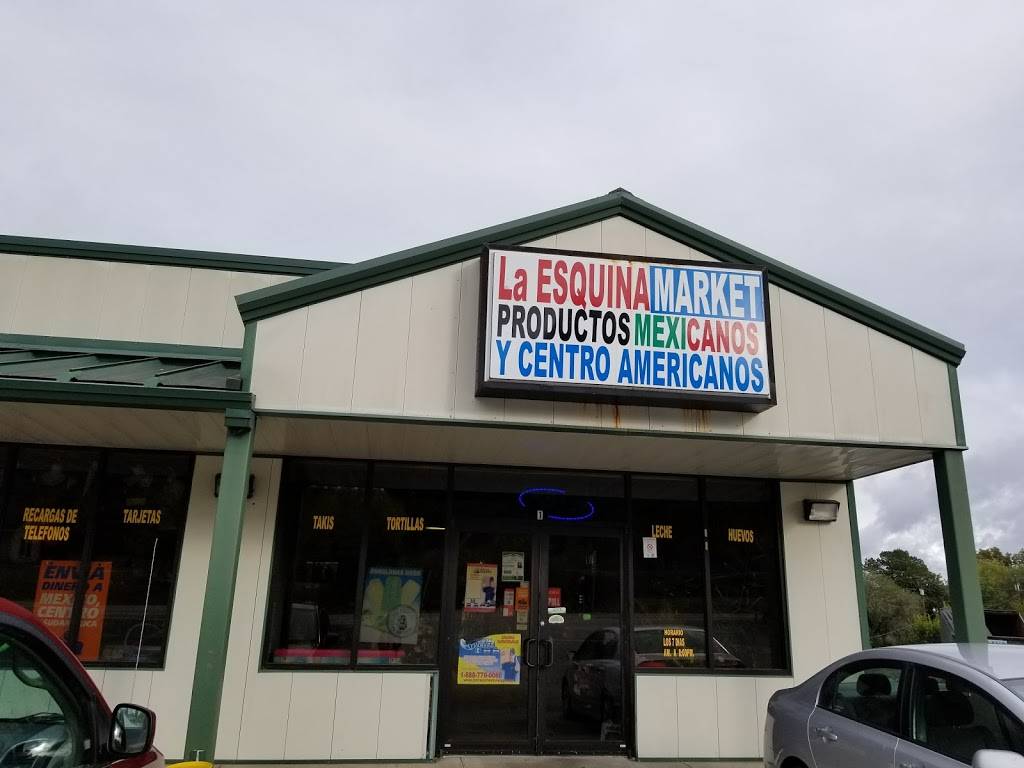 La ESQUINA MARKET
PRODUCTOS MEXICANOS
Y CENTRO AMERICANOS
RECARGAS DE
TELEFONOS
TARJETAS
TAKIS
TORTILLAS
1
LECHE
HUEVOS
ENVIA
DINERO A
MEXICO,
CENTRO
HORARIO
LOS 7 DIAS